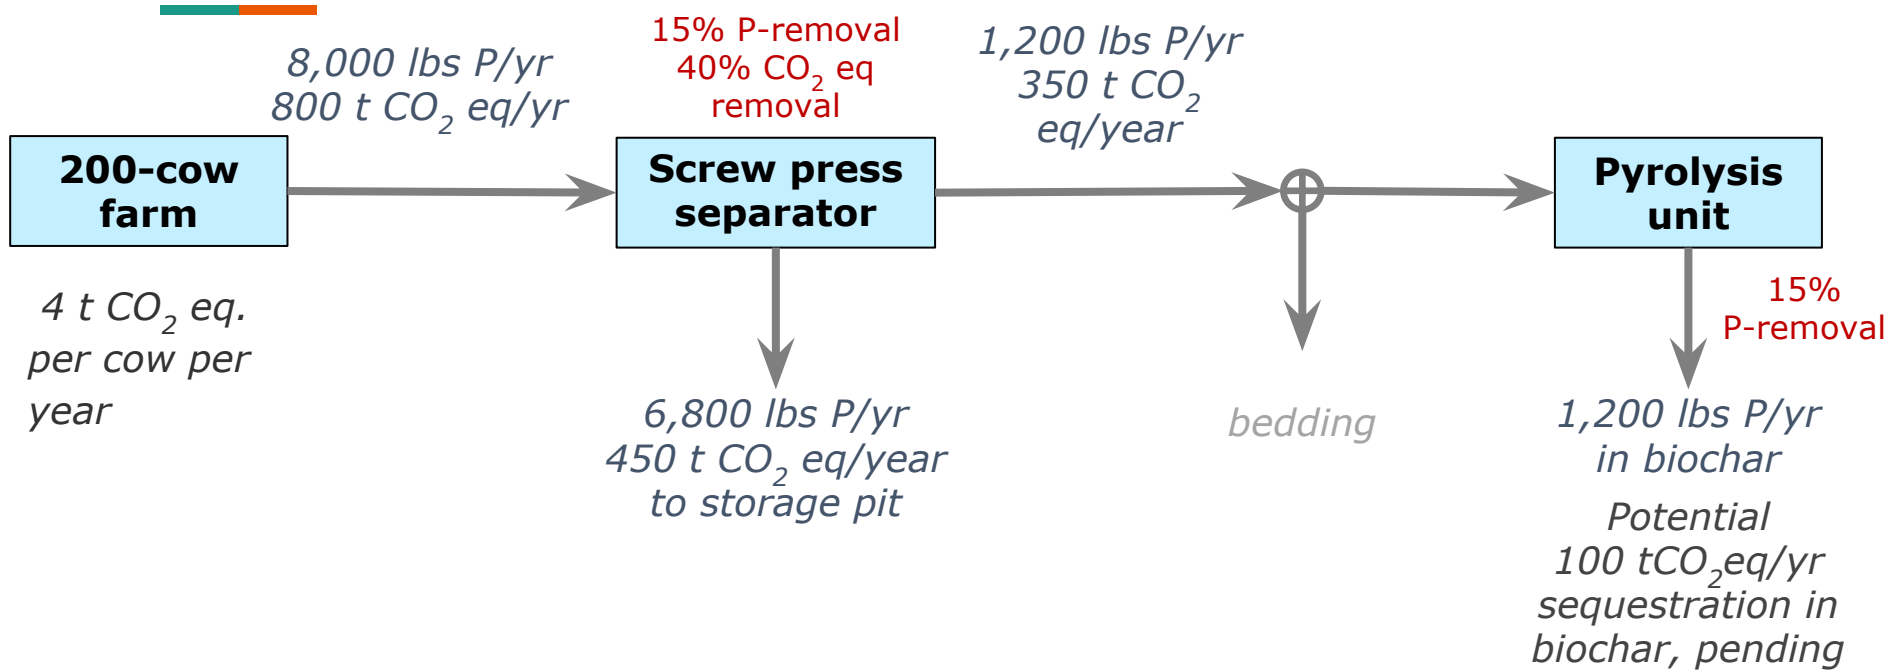 8,000 lbs P/yr
800 t CO₂ eq/yr
15% P-removal
40% CO₂ eq
removal
1,200 lbs P/yr
350 t CO₂
eq/year
200-cow
farm
Screw press
separator
Pyrolysis
unit
4 t CO₂ eq.
per cow per
year
6,800 lbs P/yr
450 t CO₂ eq/year
to storage pit
bedding
15%
P-removal
1,200 lbs P/yr
in biochar
Potential
100 tCO₂eq/yr
sequestration in
biochar, pending